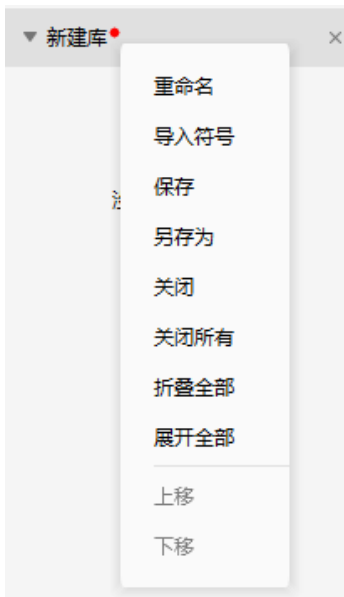 新建库
重命名
导入符号
保存
另存为
关闭
关闭所有
折叠全部
展开全部
上移
下移